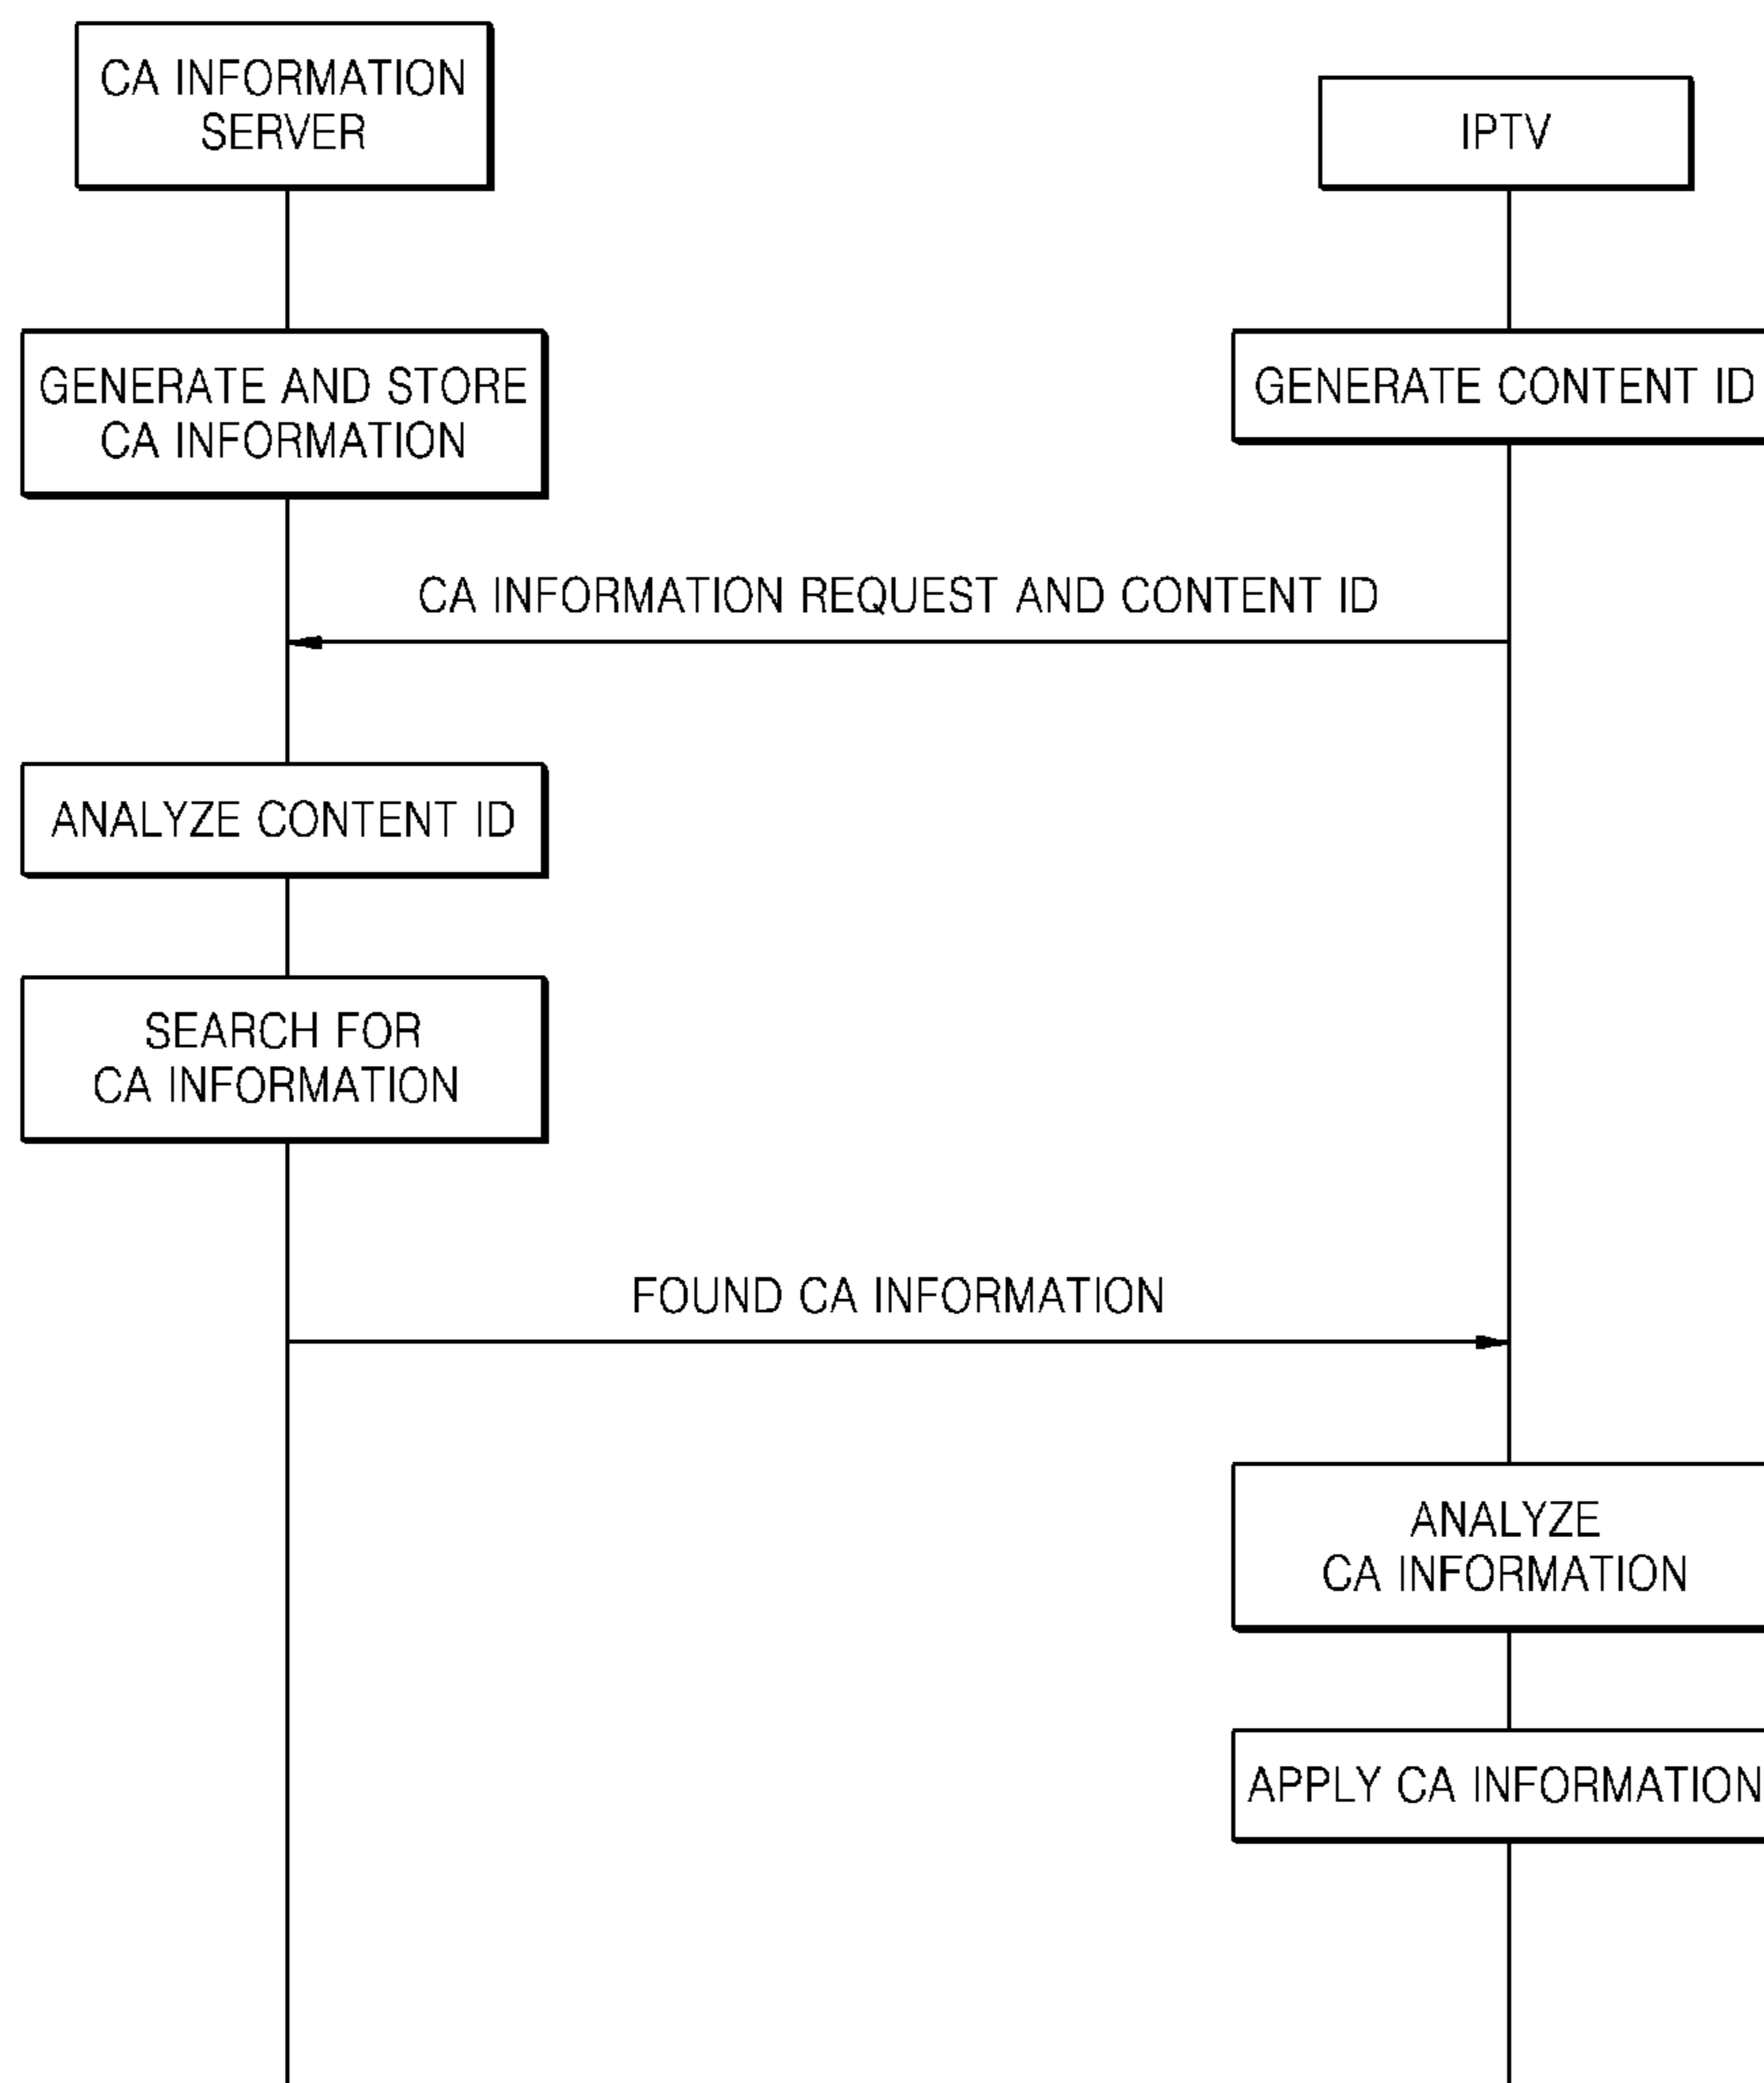 CA INFORMATION
SERVER
IPTV
GENERATE AND STORE
CA INFORMATION
GENERATE CONTENT ID
CA INFORMATION REQUEST AND CONTENT ID
ANALYZE CONTENT ID
SEARCH FOR
CA INFORMATION
FOUND CA INFORMATION
ANALYZE
CA INFORMATION
APPLY CA INFORMATION